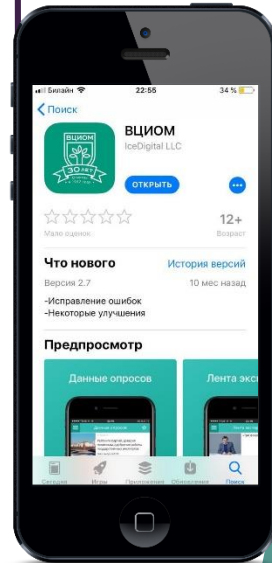 Билайн 22:55 34 %
Поиск
ВЦИОМ
30 ЛЕТ
ВЦИОМ
IceDigital LLC
ОТКРЫТЬ
Мало оценок
12+
Возраст
Что нового История версий
Версия 2.7 10 мес назад
-Исправление ошибок
-Некоторые улучшения
Предпросмотр
Данные опросов Лента экс
Сегодня Игры Приложения Обновления Поиск